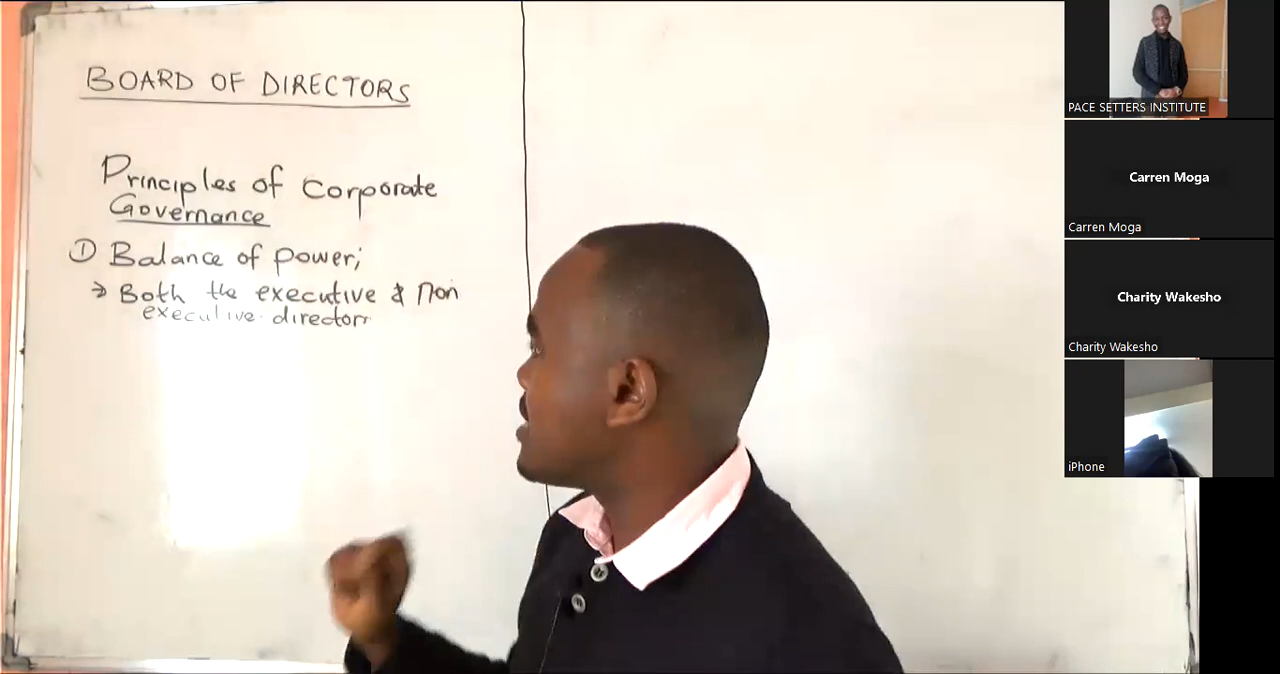 BOARD OF DIRECTORS
Principles of Corporate
Governance
① Balance of power;
→ Both the executive & Non
executive directors
PACE SETTERS INSTITUTE
Carren Moga
Carren Moga
Charity Wakesho
Charity Wakesho
iPhone